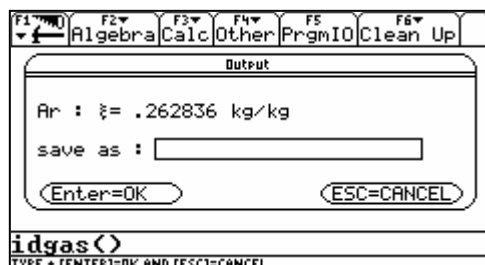 F1 F2 F3 F4 F5 F6
Algebra Calc Other PrgmIO Clean Up
Output
Ar : ξ= .262836 kg/kg
save as :
Enter=OK ESC=CANCEL
idgas()
TYPE + [ENTER]=OK AND [ESC]=CANCEL